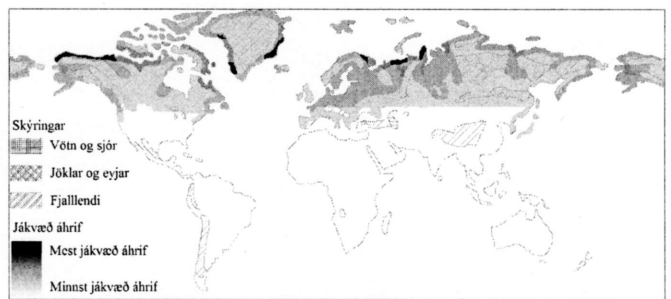 Skýringar
Vötn og sjór
Jöklar og eyjar
Fjalllendi
Jákvæð áhrif
Mest jákvæð áhrif
Minnst jákvæð áhrif